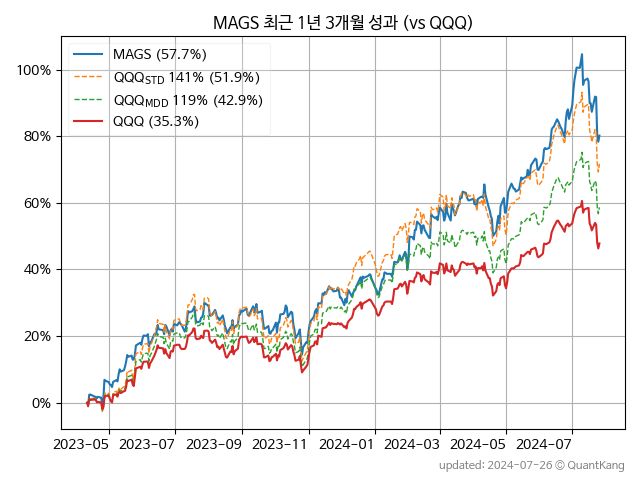 MAGS 최근 1년 3개월 성과 (vs QQQ)
MAGS (57.7%)
QQQSTD 141% (51.9%)
QQQMDD 119% (42.9%)
QQQ (35.3%)
100%
80%
60%
40%
20%
0%
2023-05 2023-07 2023-09 2023-11 2024-01 2024-03 2024-05 2024-07
updated: 2024-07-26 © QuantKang